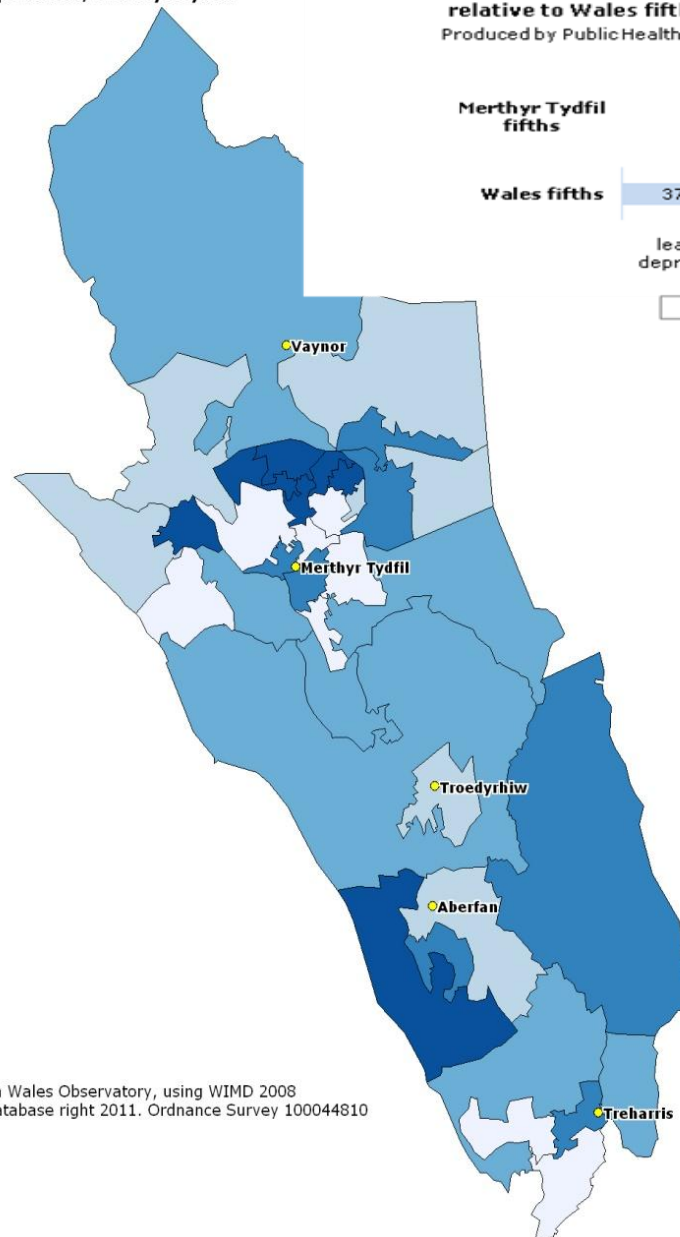 relative to Wales fifth
Produced by Public Health
Merthyr Tydfil
fifths
Wales fifths
37
lea
depr
Vaynor
Merthyr Tydfil
Troedyrhiw
Aberfan
Treharris
Wales Observatory, using WIMD 2008
tabase right 2011. Ordnance Survey 100044810